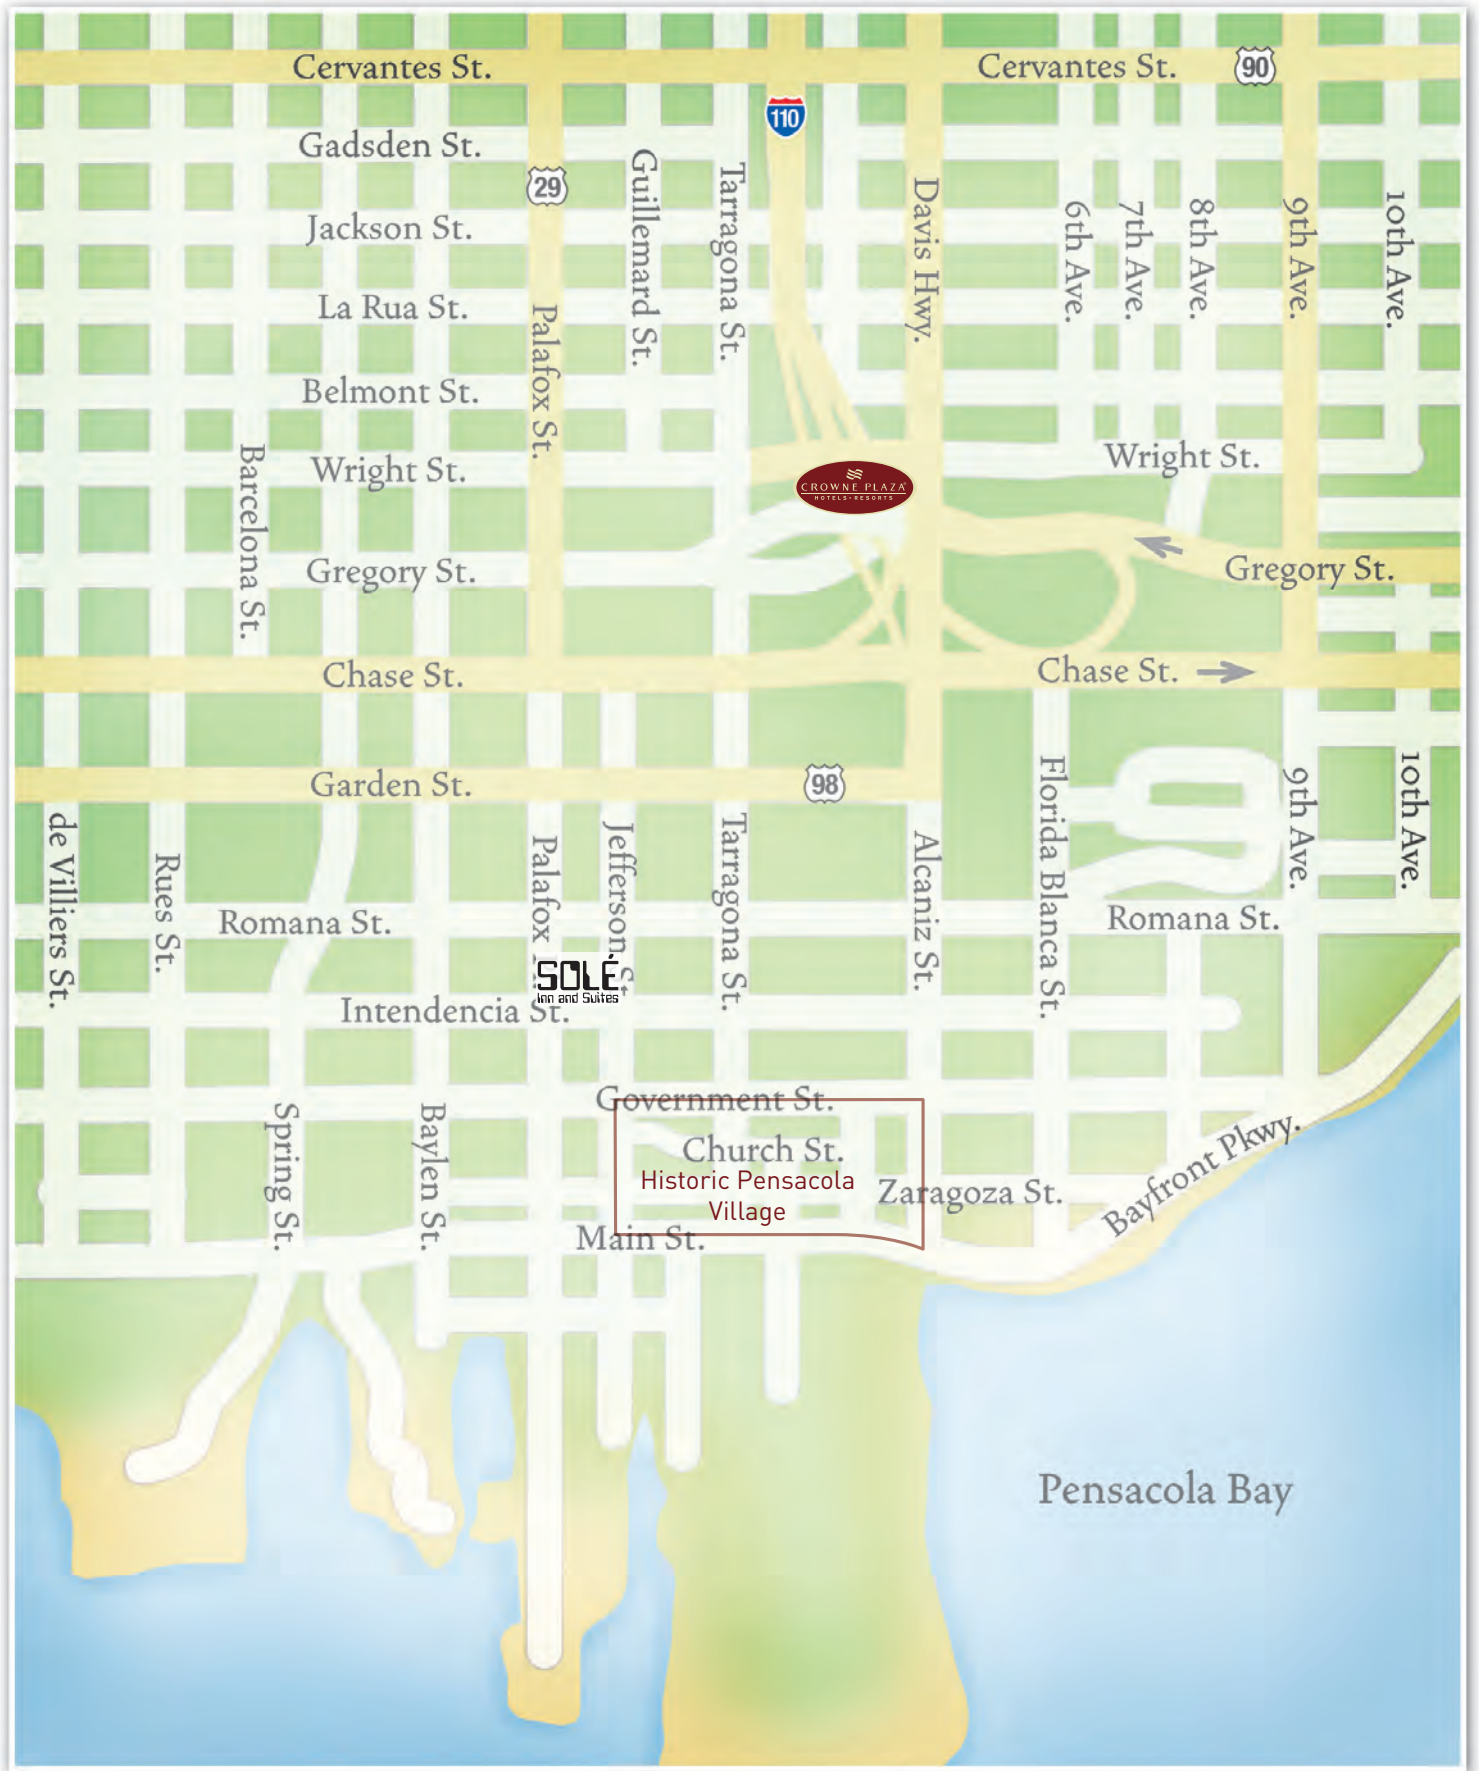 Cervantes St.
Cervantes St.
90
110
Gadsden St.
29
Guillemard St.
Tarragona St.
Davis Hwy.
6th Ave.
7th Ave.
8th Ave.
9th Ave.
10th Ave.
Jackson St.
La Rua St.
Palafox St.
Belmont St.
Barcelona St.
Wright St.
Wright St.
CROWNE PLAZA
HOTELS • RESORTS
Gregory St.
Gregory St.
Chase St.
Chase St.
Garden St.
98
Florida Blanca St.
9th Ave.
10th Ave.
de Villiers St.
Rues St.
Palafox
Jefferson St.
Tarragona St.
Alcaniz St.
Romana St.
Romana St.
SOLÉ
Inn and Suites
Intendencia St.
Government St.
Spring St.
Baylen St.
Church St.
Historic Pensacola
Village
Zaragoza St.
Bayfront Pkwy.
Main St.
Pensacola Bay